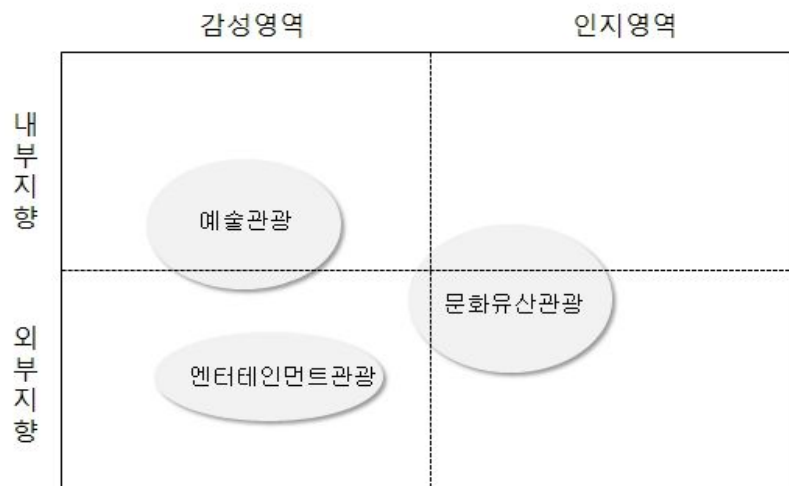 감성영역 인지영역
내부지향
예술관광
문화유산관광
외부지향
엔터테인먼트관광